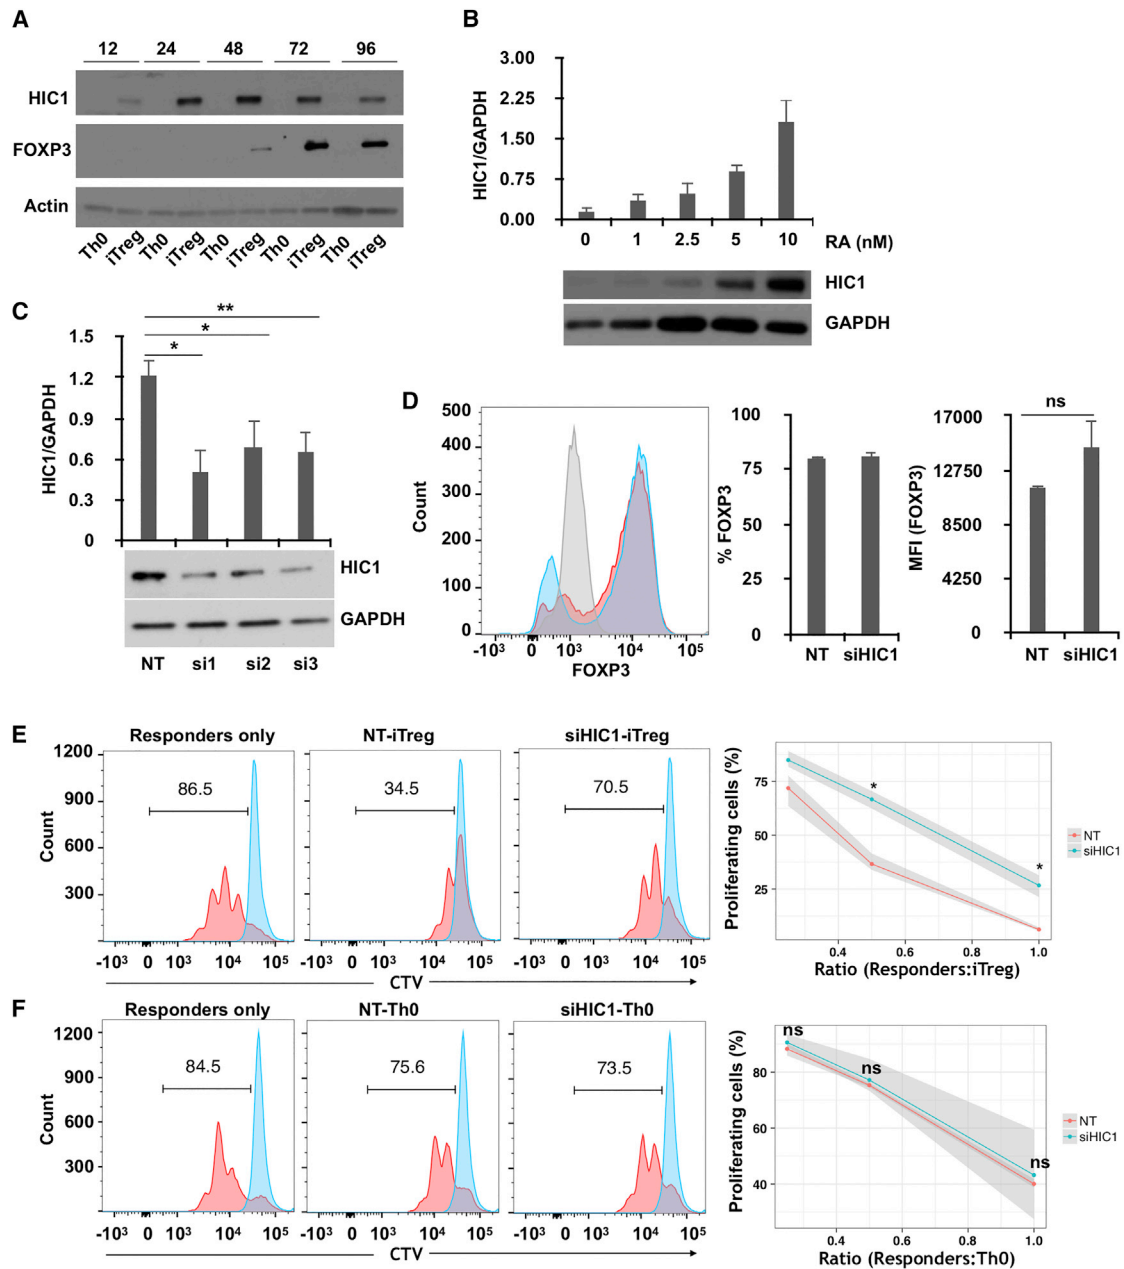 A
12 24 48 72 96
HIC1
FOXP3
Actin
Th0 iTreg Th0 iTreg Th0 iTreg Th0 iTreg Th0 iTreg
B
HIC1/GAPDH
3.00
2.25
1.50
0.75
0.00
0 1 2.5 5 10 RA (nM)
HIC1
GAPDH
C
**
*
*
HIC1/GAPDH
1.5
1.2
0.9
0.6
0.3
0
HIC1
GAPDH
NT si1 si2 si3
D
Count
500
400
300
200
100
0
-10³ 0 10³ 10⁴ 10⁵
FOXP3
% FOXP3
100
75
50
25
0
NT siHIC1
MFI (FOXP3)
17000
12750
8500
4250
0
ns
NT siHIC1
E
Responders only NT-iTreg siHIC1-iTreg
Count
1200
900
600
300
86.5 34.5 70.5
-10³ 0 10³ 10⁴ 10⁵ -10³ 0 10³ 10⁴ 10⁵ -10³ 0 10³ 10⁴ 10⁵
CTV
Proliferating cells (%)
75
50
25
*
*
0.4 0.6 0.8 1.0
Ratio (Responders:iTreg)
NT
siHIC1
F
Responders only NT-Th0 siHIC1-Th0
Count
1200
900
600
300
84.5 75.6 73.5
-10³ 0 10³ 10⁴ 10⁵ -10³ 0 10³ 10⁴ 10⁵ -10³ 0 10³ 10⁴ 10⁵
CTV
Proliferating cells (%)
80
60
40
ns
ns
ns
0.4 0.6 0.8 1.0
Ratio (Responders:Th0)
NT
siHIC1